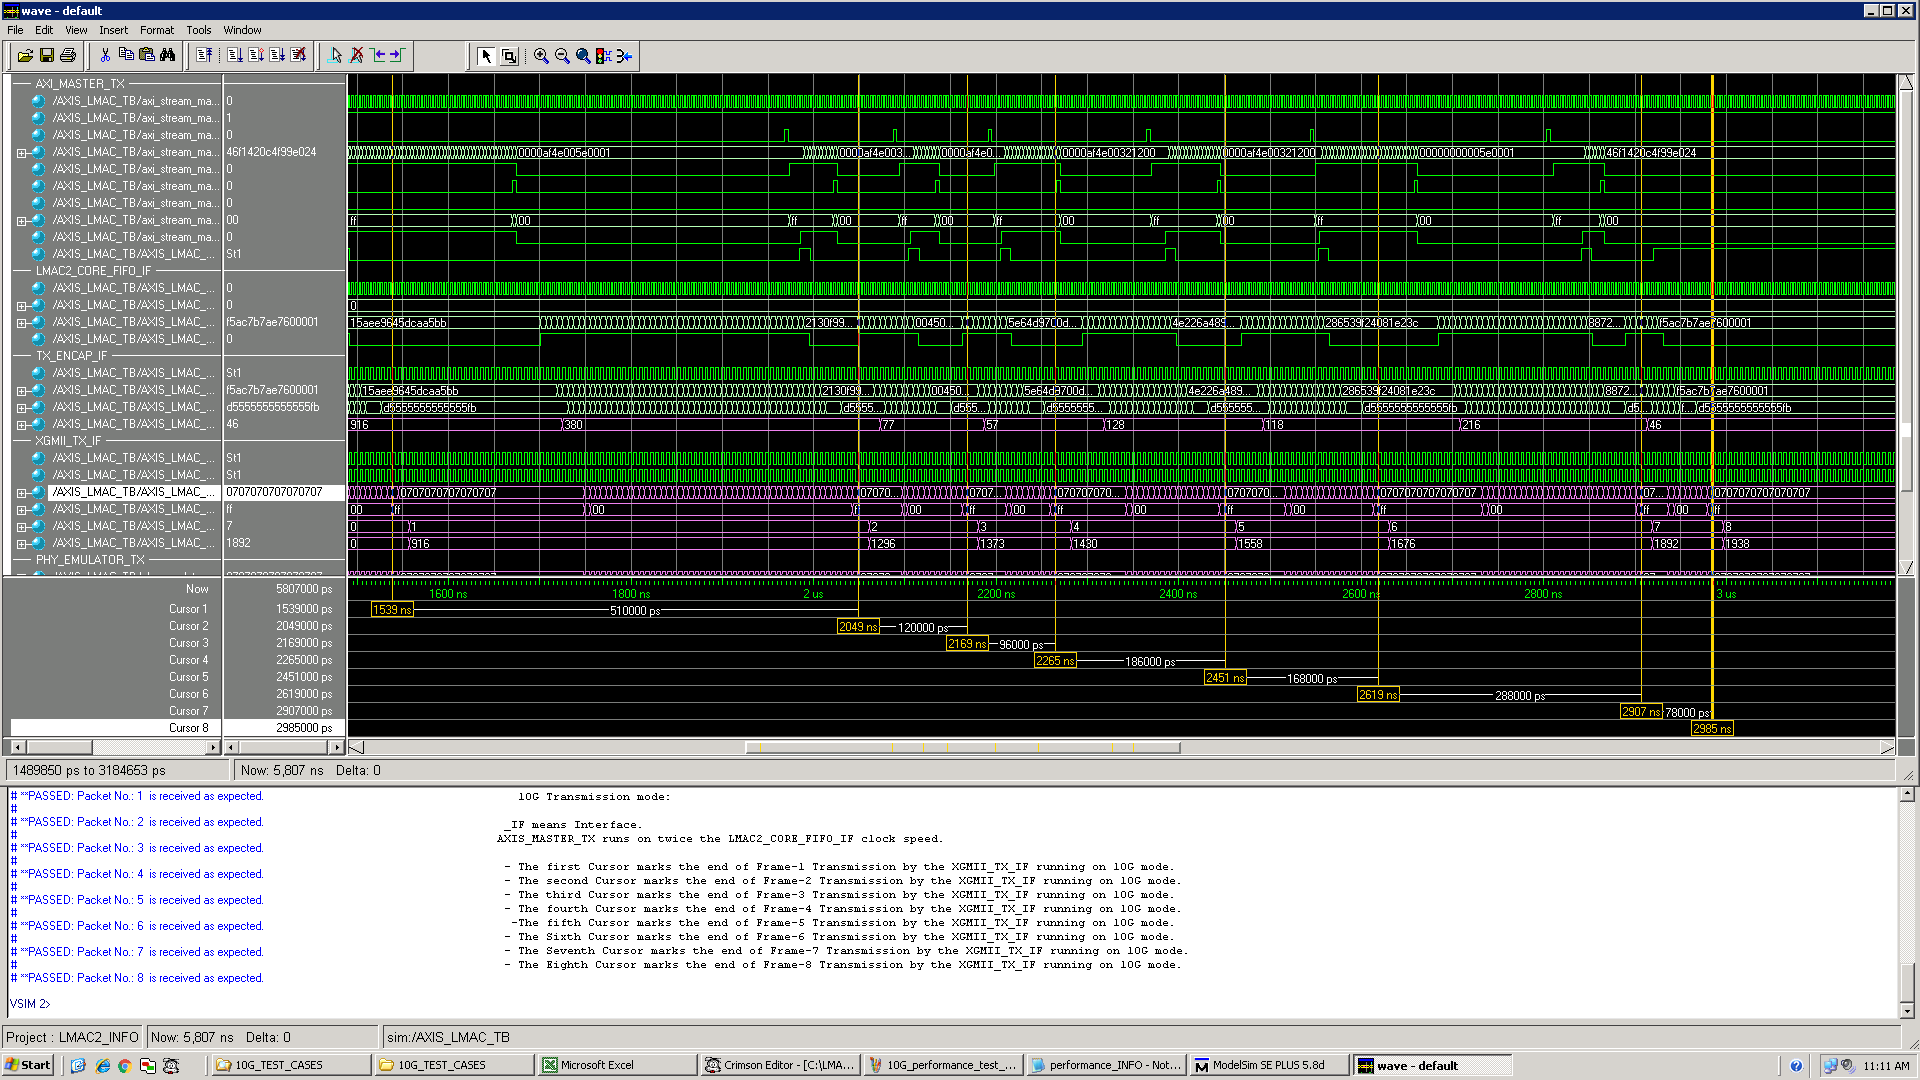 wave - default
File Edit View Insert Format Tools Window
AXI_MASTER_TX
/AXIS_LMAC_TB/axi_stream_ma... 0
/AXIS_LMAC_TB/axi_stream_ma... 1
/AXIS_LMAC_TB/axi_stream_ma... 0
/AXIS_LMAC_TB/axi_stream_ma... 46f1420c4f99e024 0000af4e005e0001 0000af4e003... 0000af4e0... 0000af4e00321200 0000af4e00321200 00000000005e0001 46f1420c4f99e024
/AXIS_LMAC_TB/axi_stream_ma... 0
/AXIS_LMAC_TB/axi_stream_ma... 0
/AXIS_LMAC_TB/axi_stream_ma... 0
/AXIS_LMAC_TB/axi_stream_ma... 00 ff 00 ff 00 ff 00 ff 00 ff 00 ff 00 ff 00
/AXIS_LMAC_TB/axi_stream_ma... 0
/AXIS_LMAC_TB/AXIS_LMAC_... St1
LMAC2_CORE_FIFO_IF
/AXIS_LMAC_TB/AXIS_LMAC_... 0
/AXIS_LMAC_TB/AXIS_LMAC_... 0 0
/AXIS_LMAC_TB/AXIS_LMAC_... f5ac7b7ae7600001 15aee9645dcaa5bb 2130f99... 00450... 5e64d9700d... 4e226a489... 286539f24081e23c 8872... f5ac7b7ae7600001
/AXIS_LMAC_TB/AXIS_LMAC_... 0
TX_ENCAP_IF
/AXIS_LMAC_TB/AXIS_LMAC_... St1
/AXIS_LMAC_TB/AXIS_LMAC_... f5ac7b7ae7600001 15aee9645dcaa5bb 2130f99... 00450... 5e64d9700d... 4e226a489... 286539f24081e23c 8872... f5ac7b7ae7600001
/AXIS_LMAC_TB/AXIS_LMAC_... d5555555555555fb d5555555555555fb d5555... d555... d555555... d555555... d5555555555555fb d5... f... d5555555555555fb
/AXIS_LMAC_TB/AXIS_LMAC_... 46 916 380 77 57 128 118 216 46
XGMII_TX_IF
/AXIS_LMAC_TB/AXIS_LMAC_... St1
/AXIS_LMAC_TB/AXIS_LMAC_... St1
/AXIS_LMAC_TB/AXIS_LMAC_... 0707070707070707 0707070707070707 07070... 0707... 070707070... 0707070... 0707070707070707 07... 0707070707070707
/AXIS_LMAC_TB/AXIS_LMAC_... ff 00 ff 00 ff 00 ff 00 ff 00 ff 00 ff 00 ff 00 ff
/AXIS_LMAC_TB/AXIS_LMAC_... 7 0 1 2 3 4 5 6 7 8
/AXIS_LMAC_TB/AXIS_LMAC_... 1892 0 916 1296 1373 1430 1558 1676 1892 1938
PHY_EMULATOR_TX
Now 5807000 ps 1600 ns 1800 ns 2 us 2200 ns 2400 ns 2600 ns 2800 ns 3 us
Cursor 1 1539000 ps 1539 ns 510000 ps
Cursor 2 2049000 ps 2049 ns 120000 ps
Cursor 3 2169000 ps 2169 ns 96000 ps
Cursor 4 2265000 ps 2265 ns 186000 ps
Cursor 5 2451000 ps 2451 ns 168000 ps
Cursor 6 2619000 ps 2619 ns 288000 ps
Cursor 7 2907000 ps 2907 ns 78000 ps
Cursor 8 2985000 ps 2985 ns
1489850 ps to 3184653 ps Now: 5,807 ns Delta: 0
# **PASSED: Packet No.: 1 is received as expected.
#
# **PASSED: Packet No.: 2 is received as expected.
#
# **PASSED: Packet No.: 3 is received as expected.
#
# **PASSED: Packet No.: 4 is received as expected.
#
# **PASSED: Packet No.: 5 is received as expected.
#
# **PASSED: Packet No.: 6 is received as expected.
#
# **PASSED: Packet No.: 7 is received as expected.
#
# **PASSED: Packet No.: 8 is received as expected.
VSIM 2>
10G Transmission mode:
_IF means Interface.
AXIS_MASTER_TX runs on twice the LMAC2_CORE_FIFO_IF clock speed.
- The first Cursor marks the end of Frame-1 Transmission by the XGMII_TX_IF running on 10G mode.
- The second Cursor marks the end of Frame-2 Transmission by the XGMII_TX_IF running on 10G mode.
- The third Cursor marks the end of Frame-3 Transmission by the XGMII_TX_IF running on 10G mode.
- The fourth Cursor marks the end of Frame-4 Transmission by the XGMII_TX_IF running on 10G mode.
-The fifth Cursor marks the end of Frame-5 Transmission by the XGMII_TX_IF running on 10G mode.
- The Sixth Cursor marks the end of Frame-6 Transmission by the XGMII_TX_IF running on 10G mode.
- The Seventh Cursor marks the end of Frame-7 Transmission by the XGMII_TX_IF running on 10G mode.
- The Eighth Cursor marks the end of Frame-8 Transmission by the XGMII_TX_IF running on 10G mode.
Project : LMAC2_INFO Now: 5,807 ns Delta: 0 sim:/AXIS_LMAC_TB
Start 10G_TEST_CASES 10G_TEST_CASES Microsoft Excel Crimson Editor - [C:\LMA... 10G_performance_test_... performance_INFO - Not... ModelSim SE PLUS 5.8d wave - default 11:11 AM